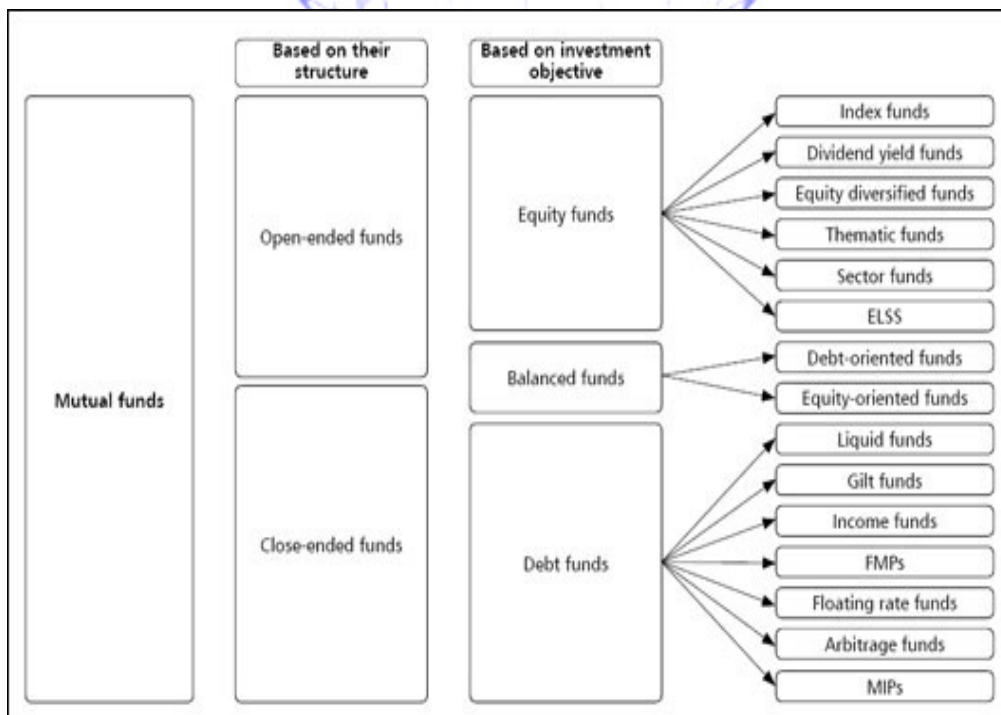 Based on their
structure
Based on investment
objective
Mutual funds
Open-ended funds
Close-ended funds
Equity funds
Balanced funds
Debt funds
Index funds
Dividend yield funds
Equity diversified funds
Thematic funds
Sector funds
ELSS
Debt-oriented funds
Equity-oriented funds
Liquid funds
Gilt funds
Income funds
FMPs
Floating rate funds
Arbitrage funds
MIPs